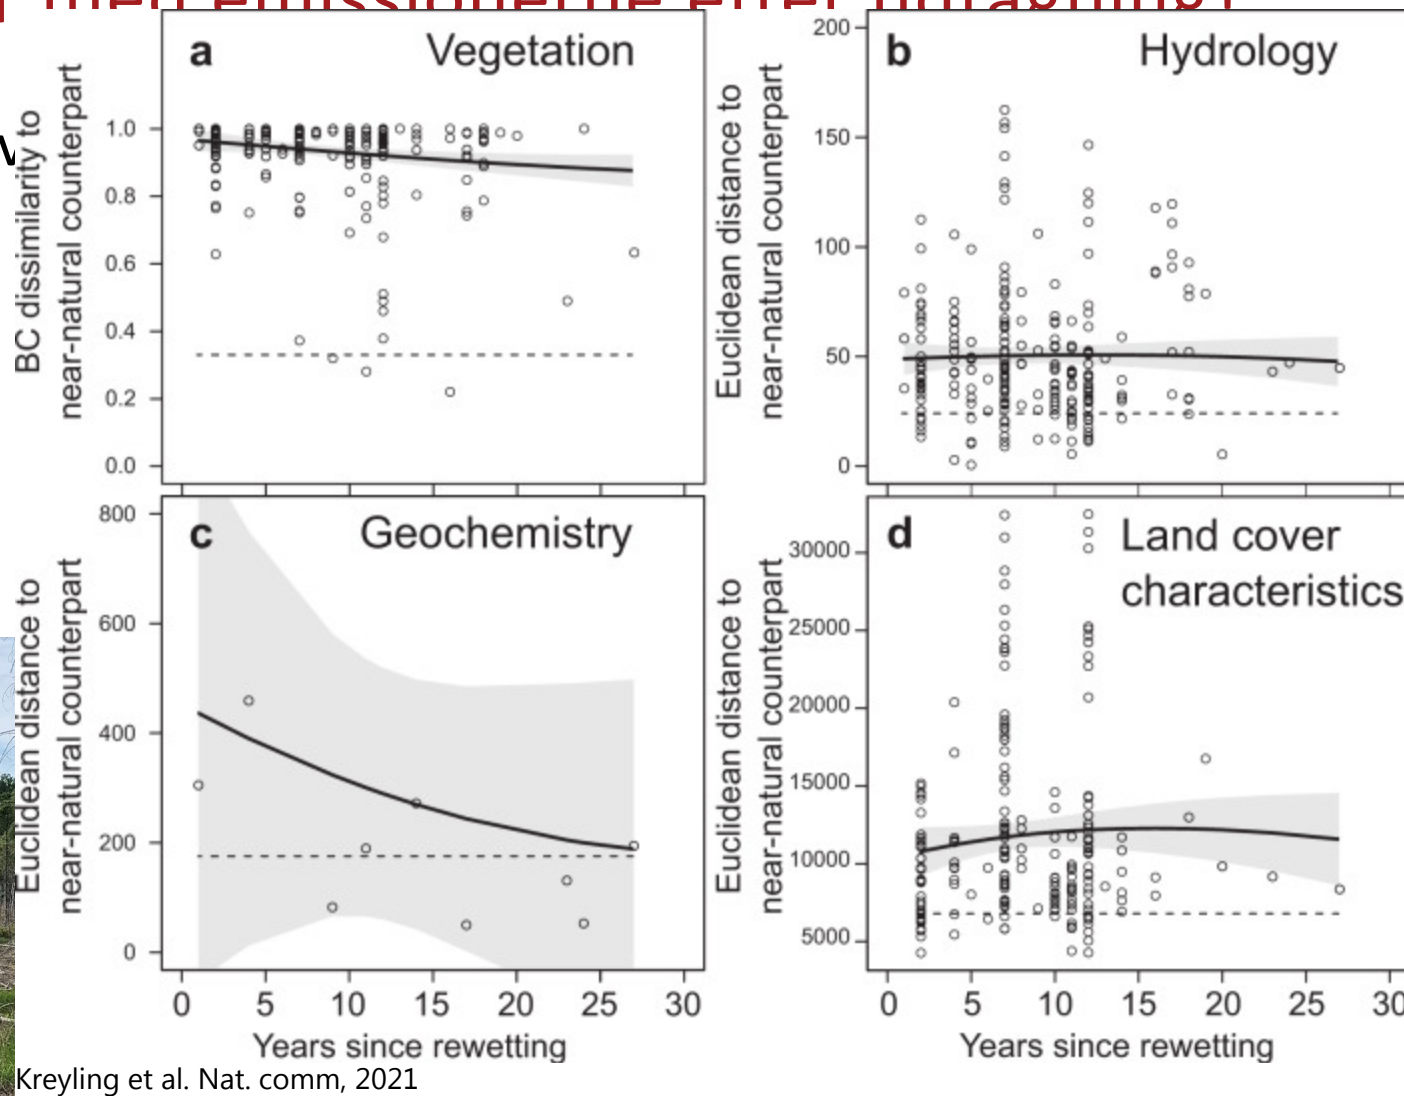 med emissionerne efter
a Vegetation
BC dissimilarity to
near-natural counterpart
1.0
0.8
0.6
0.4
0.2
0.0
b Hydrology
Euclidean distance to
near-natural counterpart
200
150
100
50
0
c Geochemistry
Euclidean distance to
near-natural counterpart
800
600
400
200
0
0 5 10 15 20 25 30
Years since rewetting
d Land cover
characteristics
Euclidean distance to
near-natural counterpart
30000
25000
20000
15000
10000
5000
0 5 10 15 20 25 30
Years since rewetting
Kreyling et al. Nat. comm, 2021